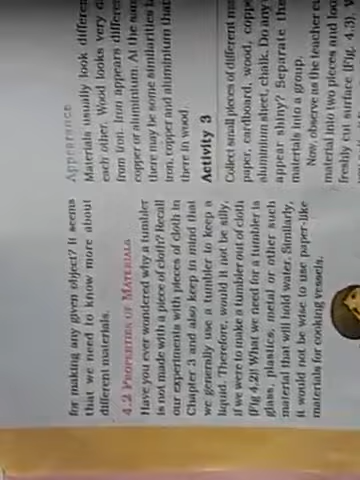 for making any given object? It seems
that we need to know more about
different materials.
4.2 PROPERTIES OF MATERIALS
Have you ever wondered why a tumbler
is not made with a piece of cloth? Recall
our experiments with pieces of cloth in
Chapter 3 and also keep in mind that
we generally use a tumbler to keep a
liquid. Therefore, would it not be silly,
if we were to make a tumbler out of cloth
(Fig 4.2)! What we need for a tumbler is
glass, plastics, metal or other such
material that will hold water. Similarly,
it would not be wise to use paper-like
materials for cooking vessels.
Appearance
Materials usually look
each other. Wood looks very
from iron. Iron appears
copper or aluminium. At the
there may be some similarities
iron, copper and aluminium
there in wood.
Activity 3
Collect small pieces of different
paper, cardboard, wood,
aluminium sheet, chalk. Do any
appear shiny? Separate the
materials into a group.
Now, observe as the teacher
material into two pieces and
freshly cut surface (Fig. 4.3).